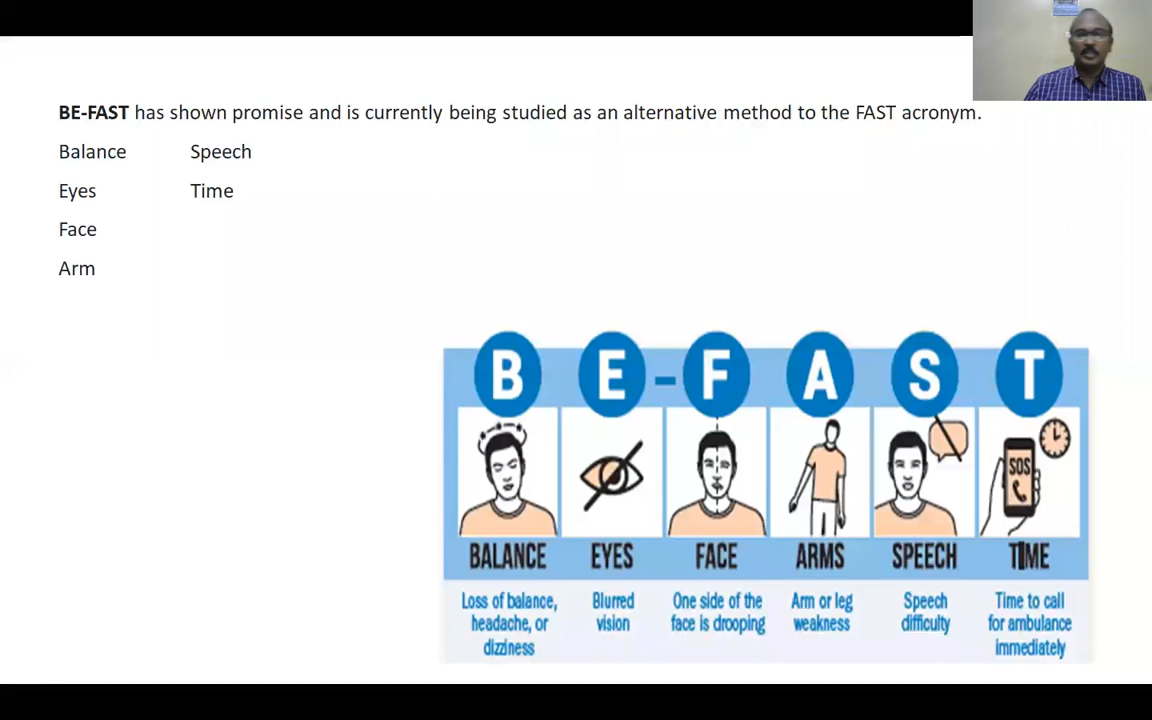 BE-FAST has shown promise and is currently being studied as an alternative method to the FAST acronym.
Balance Speech
Eyes Time
Face
Arm
B E - F A S T
SOS
BALANCE EYES FACE ARMS SPEECH TIME
Loss of balance, Blurred One side of the Arm or leg Speech Time to call
headache, or vision face is drooping weakness difficulty for ambulance
dizziness immediately